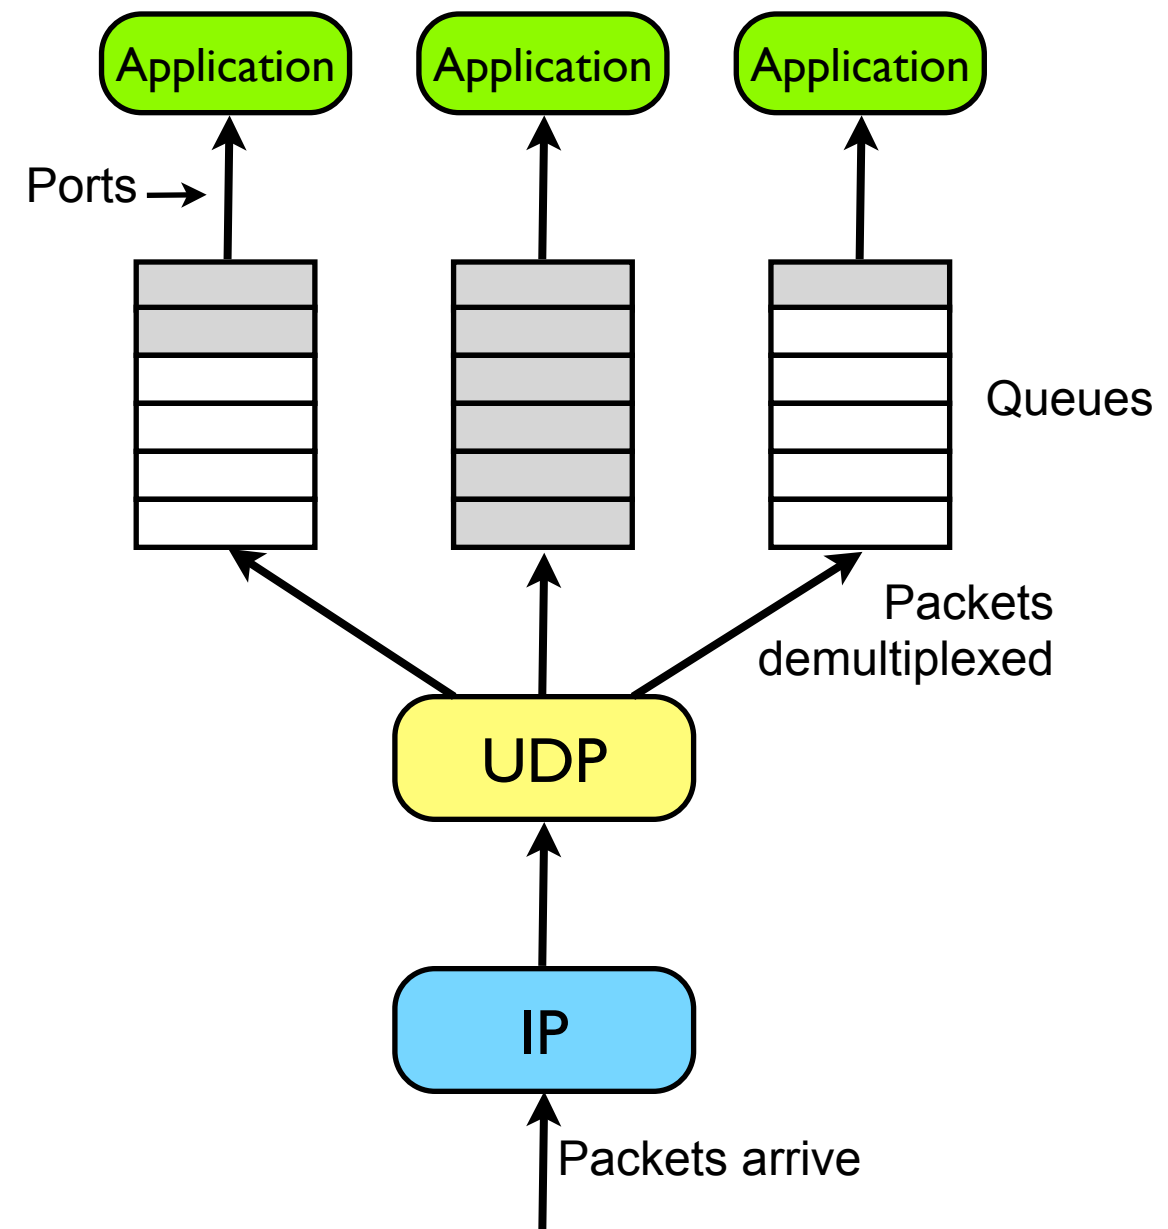 Application
Application
Application
Ports
Queues
Packets
demultiplexed
UDP
IP
Packets arrive